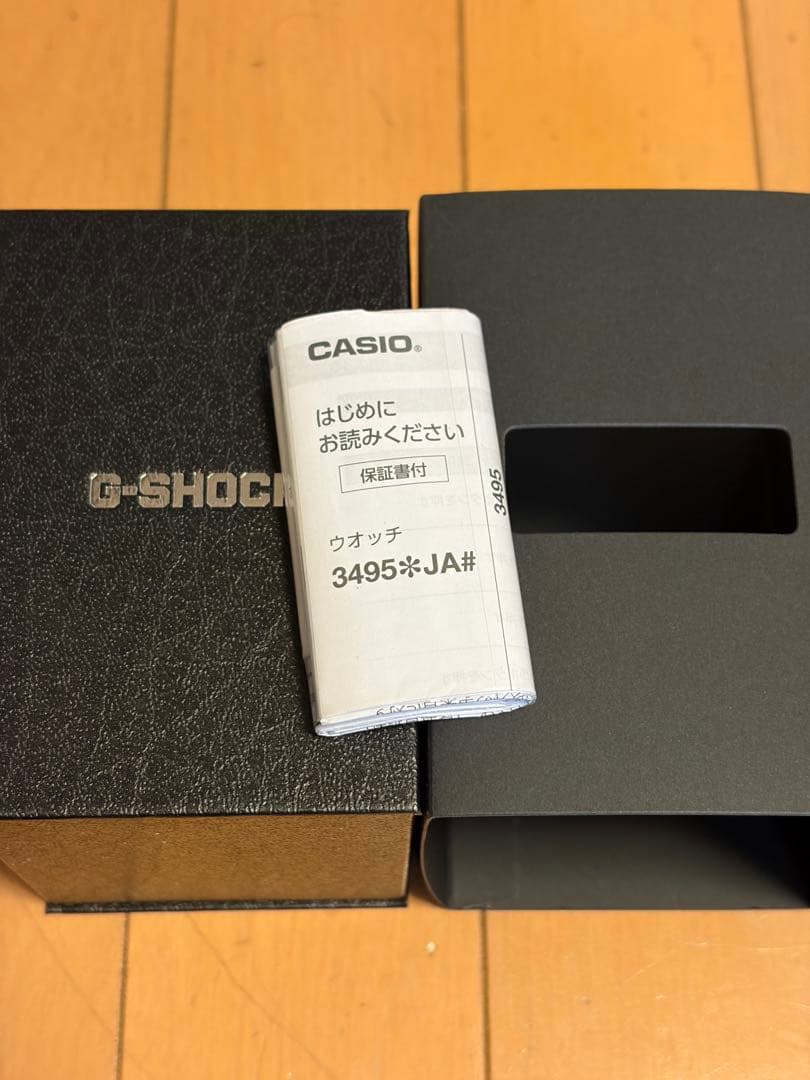 CASIO®
はじめに
お読みください
保証書付
ウオッチ
3495✻JA#
3495
G-SHOCK